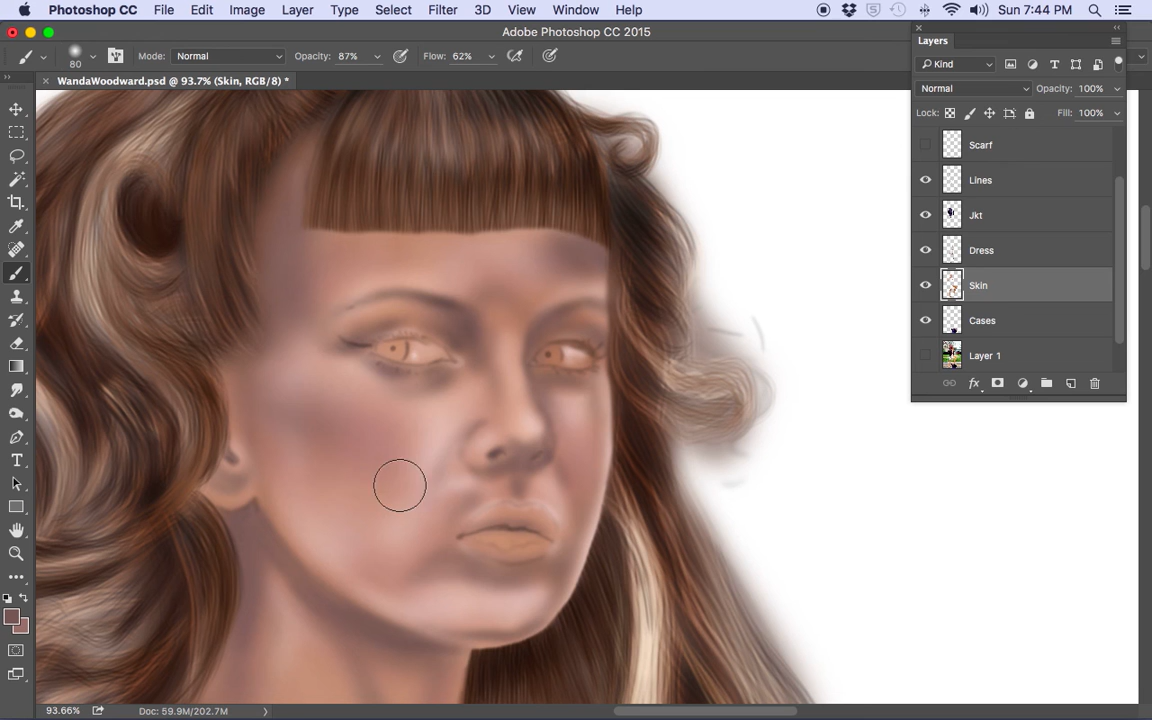 Photoshop CC File Edit Image Layer Type Select Filter 3D View Window Help Sun 7:44 PM
Adobe Photoshop CC 2015
80 Mode: Normal Opacity: 87% Flow: 62%
WandaWoodward.psd @ 93.7% (Skin, RGB/8) *
Layers
Kind
Normal Opacity: 100%
Lock: Fill: 100%
Scarf
Lines
Jkt
Dress
Skin
Cases
Layer 1
fx
93.66% Doc: 59.9M/202.7M